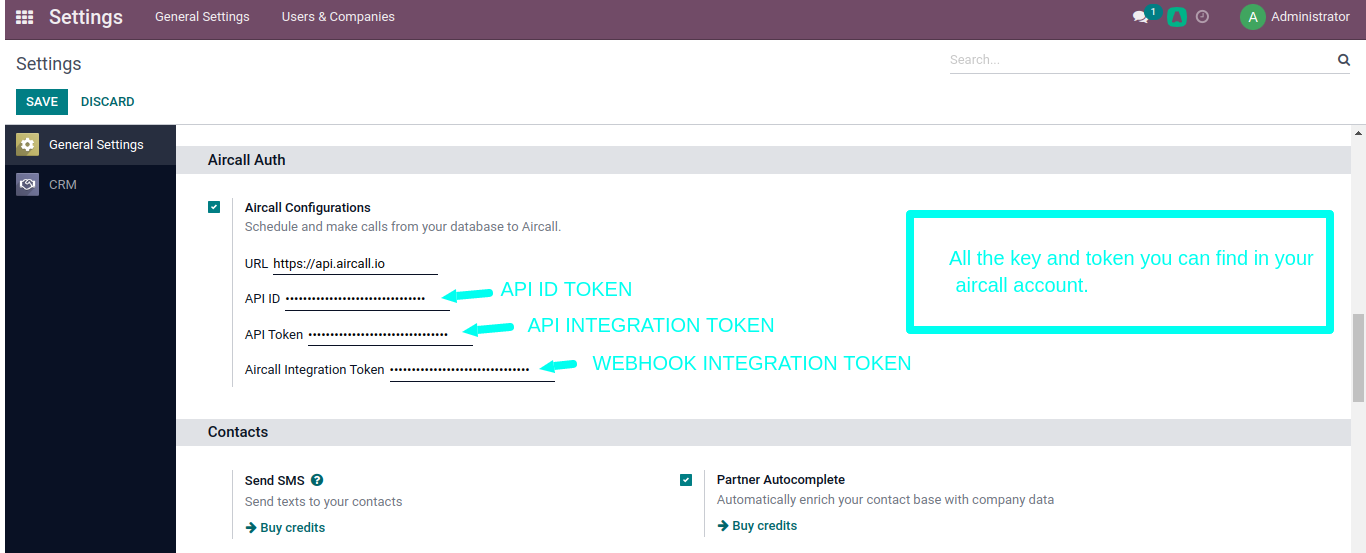 Settings General Settings Users & Companies 1 A Administrator
Settings Search...
SAVE DISCARD
General Settings
CRM
Aircall Auth
Aircall Configurations
Schedule and make calls from your database to Aircall.
URL https://api.aircall.io
API ID •••••••••••••••••••••••••••••••• API ID TOKEN
API Token •••••••••••••••••••••••••••••••• API INTEGRATION TOKEN
Aircall Integration Token •••••••••••••••••••••••••••••••• WEBHOOK INTEGRATION TOKEN
All the key and token you can find in your
aircall account.
Contacts
Send SMS ?
Send texts to your contacts
Buy credits
Partner Autocomplete
Automatically enrich your contact base with company data
Buy credits